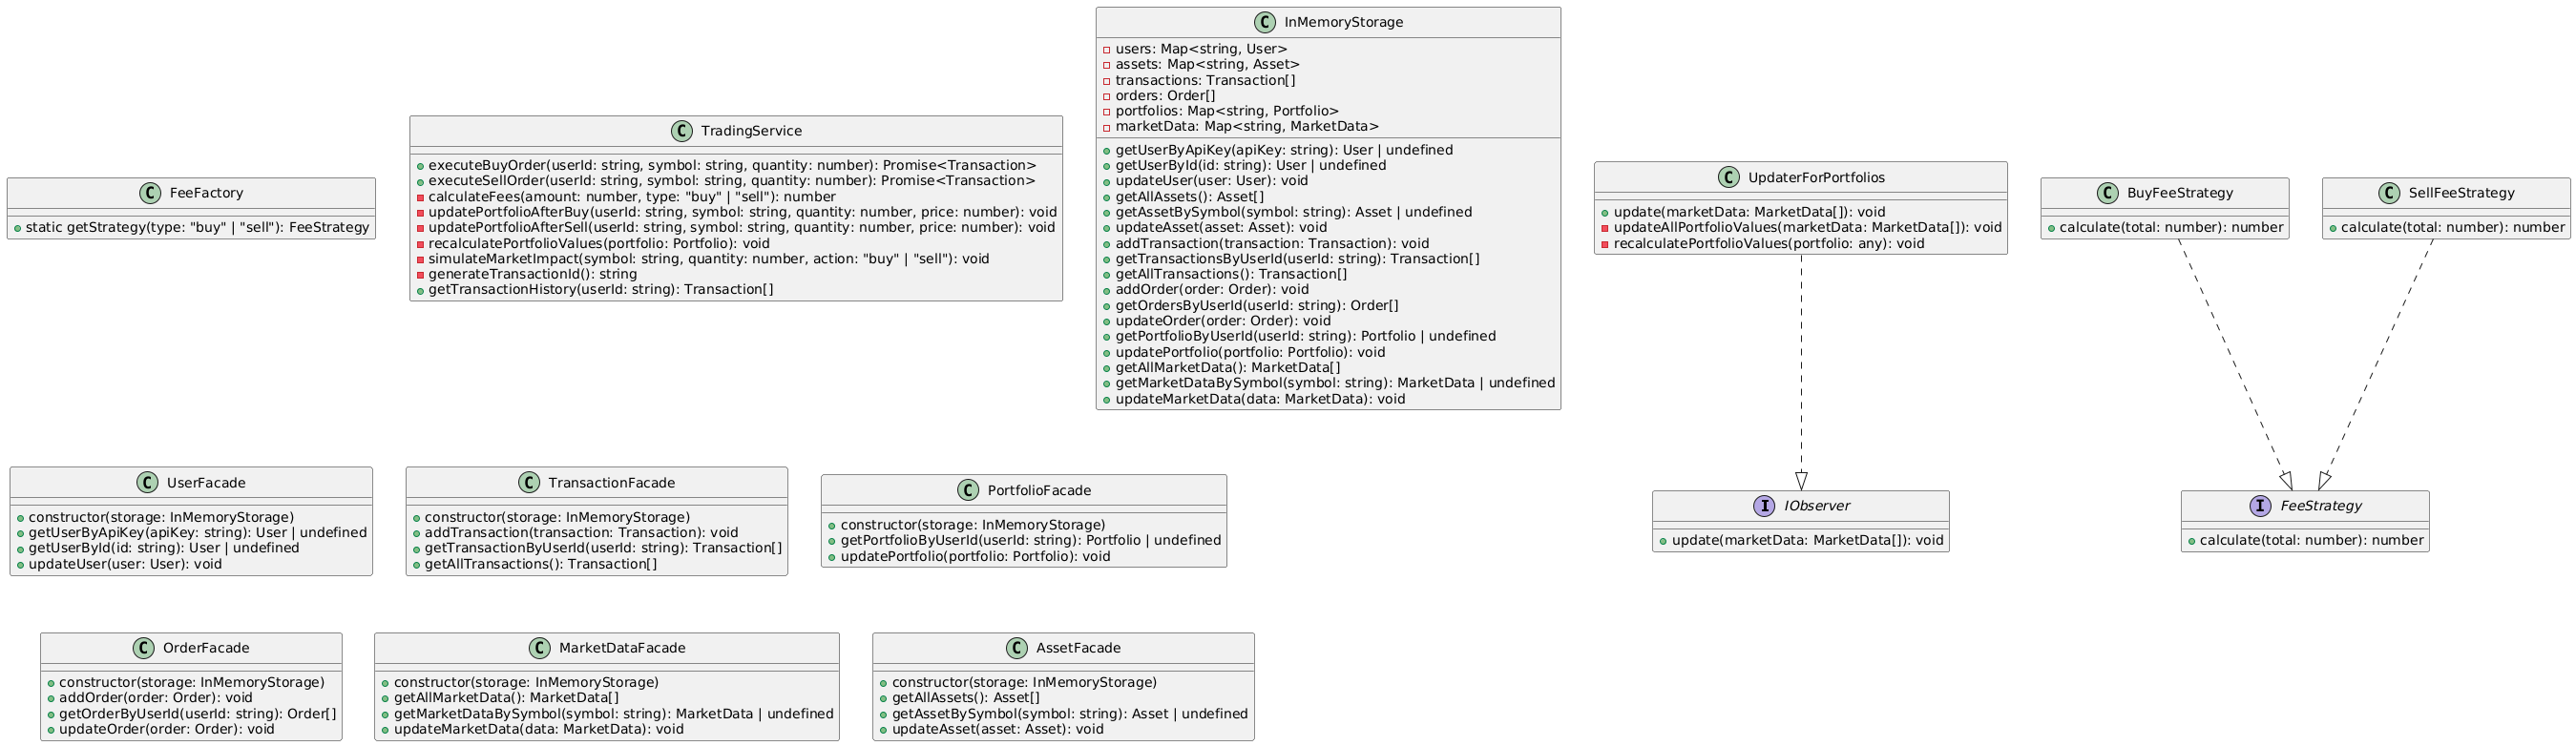 C InMemoryStorage
users: Map<string, User>
assets: Map<string, Asset>
transactions: Transaction[]
orders: Order[]
portfolios: Map<string, Portfolio>
marketData: Map<string, MarketData>
getUserByApiKey(apiKey: string): User | undefined
getUserById(id: string): User | undefined
updateUser(user: User): void
getAllAssets(): Asset[]
getAssetBySymbol(symbol: string): Asset | undefined
updateAsset(asset: Asset): void
addTransaction(transaction: Transaction): void
getTransactionsByUserId(userId: string): Transaction[]
getAllTransactions(): Transaction[]
addOrder(order: Order): void
getOrdersByUserId(userId: string): Order[]
updateOrder(order: Order): void
getPortfolioByUserId(userId: string): Portfolio | undefined
updatePortfolio(portfolio: Portfolio): void
getAllMarketData(): MarketData[]
getMarketDataBySymbol(symbol: string): MarketData | undefined
updateMarketData(data: MarketData): void
C FeeFactory
static getStrategy(type: "buy" | "sell"): FeeStrategy
C TradingService
executeBuyOrder(userId: string, symbol: string, quantity: number): Promise<Transaction>
executeSellOrder(userId: string, symbol: string, quantity: number): Promise<Transaction>
calculateFees(amount: number, type: "buy" | "sell"): number
updatePortfolioAfterBuy(userId: string, symbol: string, quantity: number, price: number): void
updatePortfolioAfterSell(userId: string, symbol: string, quantity: number, price: number): void
recalculatePortfolioValues(portfolio: Portfolio): void
simulateMarketImpact(symbol: string, quantity: number, action: "buy" | "sell"): void
generateTransactionId(): string
getTransactionHistory(userId: string): Transaction[]
C UpdaterForPortfolios
update(marketData: MarketData[]): void
updateAllPortfolioValues(marketData: MarketData[]): void
recalculatePortfolioValues(portfolio: any): void
C BuyFeeStrategy
calculate(total: number): number
C SellFeeStrategy
calculate(total: number): number
C UserFacade
constructor(storage: InMemoryStorage)
getUserByApiKey(apiKey: string): User | undefined
getUserById(id: string): User | undefined
updateUser(user: User): void
C TransactionFacade
constructor(storage: InMemoryStorage)
addTransaction(transaction: Transaction): void
getTransactionByUserId(userId: string): Transaction[]
getAllTransactions(): Transaction[]
C PortfolioFacade
constructor(storage: InMemoryStorage)
getPortfolioByUserId(userId: string): Portfolio | undefined
updatePortfolio(portfolio: Portfolio): void
I IObserver
update(marketData: MarketData[]): void
I FeeStrategy
calculate(total: number): number
C OrderFacade
constructor(storage: InMemoryStorage)
addOrder(order: Order): void
getOrderByUserId(userId: string): Order[]
updateOrder(order: Order): void
C MarketDataFacade
constructor(storage: InMemoryStorage)
getAllMarketData(): MarketData[]
getMarketDataBySymbol(symbol: string): MarketData | undefined
updateMarketData(data: MarketData): void
C AssetFacade
constructor(storage: InMemoryStorage)
getAllAssets(): Asset[]
getAssetBySymbol(symbol: string): Asset | undefined
updateAsset(asset: Asset): void